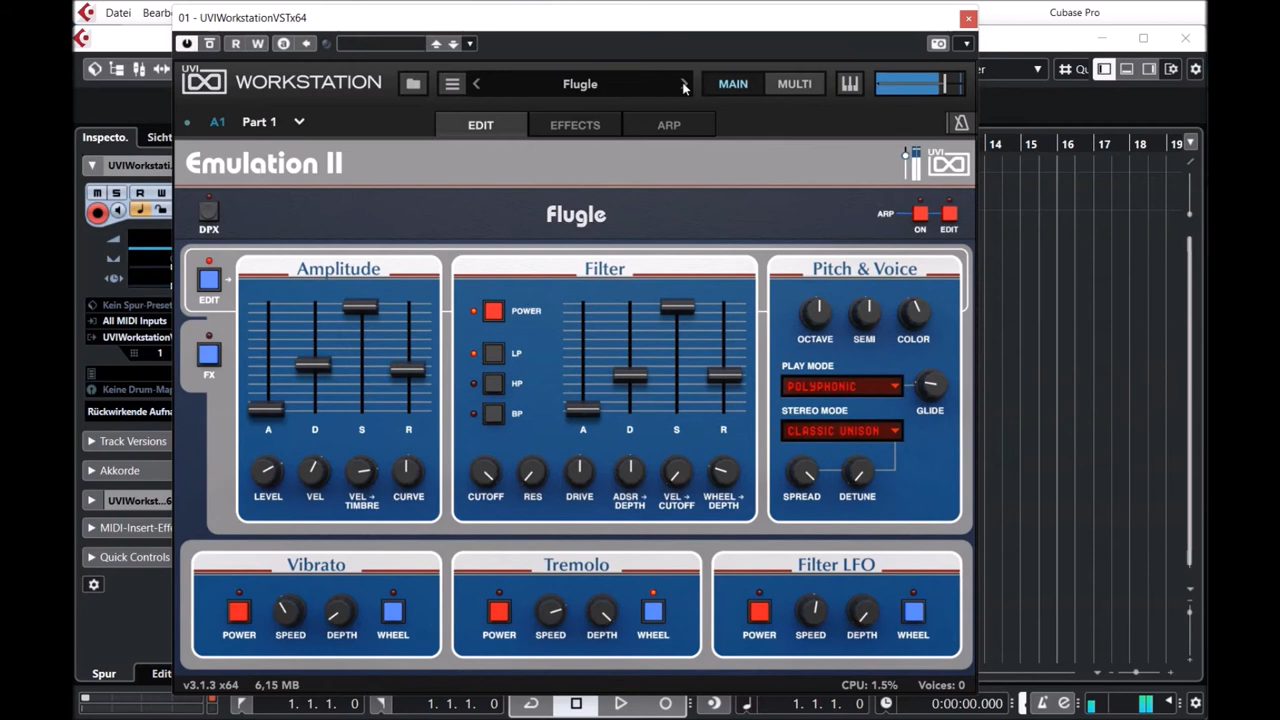 Datei
Bearb
Cubase Pro
01 - UVIWorkstationVSTx64
R W
UVI WORKSTATION
Flugle
MAIN MULTI
A1 Part 1
EDIT EFFECTS ARP
Inspecto. Sicht
UVIWorkstati.
M S R W
Kein Spur-Preset
All MIDI Inputs
UVIWorkstationV
1
Keine Drum-Map
Rückwirkende Aufna
Track Versions
Akkorde
UVIWorkst...6
MIDI-Insert-Effe
Quick Controls
Spur Edit
14 15 16 17 18 19
Emulation II
UVI
DPX
Flugle
ARP
ON EDIT
EDIT
FX
Amplitude
A D S R
LEVEL VEL VEL→TIMBRE CURVE
Filter
POWER
LP
HP
BP
A D S R
CUTOFF RES DRIVE ADSR→DEPTH VEL→CUTOFF WHEEL→DEPTH
Pitch & Voice
OCTAVE SEMI COLOR
PLAY MODE
POLYPHONIC
GLIDE
STEREO MODE
CLASSIC UNISON
SPREAD DETUNE
Vibrato
POWER SPEED DEPTH WHEEL
Tremolo
POWER SPEED DEPTH WHEEL
Filter LFO
POWER SPEED DEPTH WHEEL
v3.1.3 x64 6,15 MB
CPU: 1.5% Voices: 0
1. 1. 1. 0
1. 1. 1. 0
1. 1. 1. 0
0:00:00.000